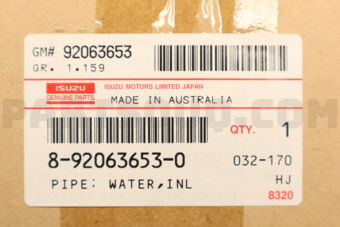 GM# 92063653
GR. 1.159
ISUZU
GENUINE PARTS
ISUZU MOTORS LIMITED JAPAN
MADE IN AUSTRALIA
QTY. 1
8-92063653-0
032-170
PIPE: WATER,INL
HJ
8320